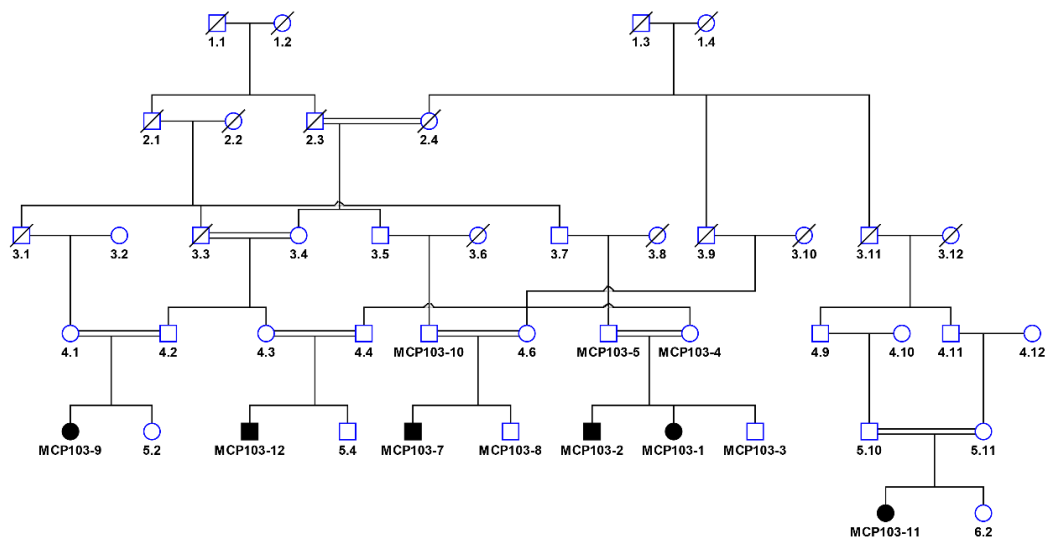 1.1 1.2 1.3 1.4
2.1 2.2 2.3 2.4
3.1 3.2 3.3 3.4 3.5 3.6 3.7 3.8 3.9 3.10 3.11 3.12
4.1 4.2 4.3 4.4 MCP103-10 4.6 MCP103-5 MCP103-4 4.9 4.10 4.11 4.12
MCP103-9 5.2 MCP103-12 5.4 MCP103-7 MCP103-8 MCP103-2 MCP103-1 MCP103-3 5.10 5.11
MCP103-11 6.2